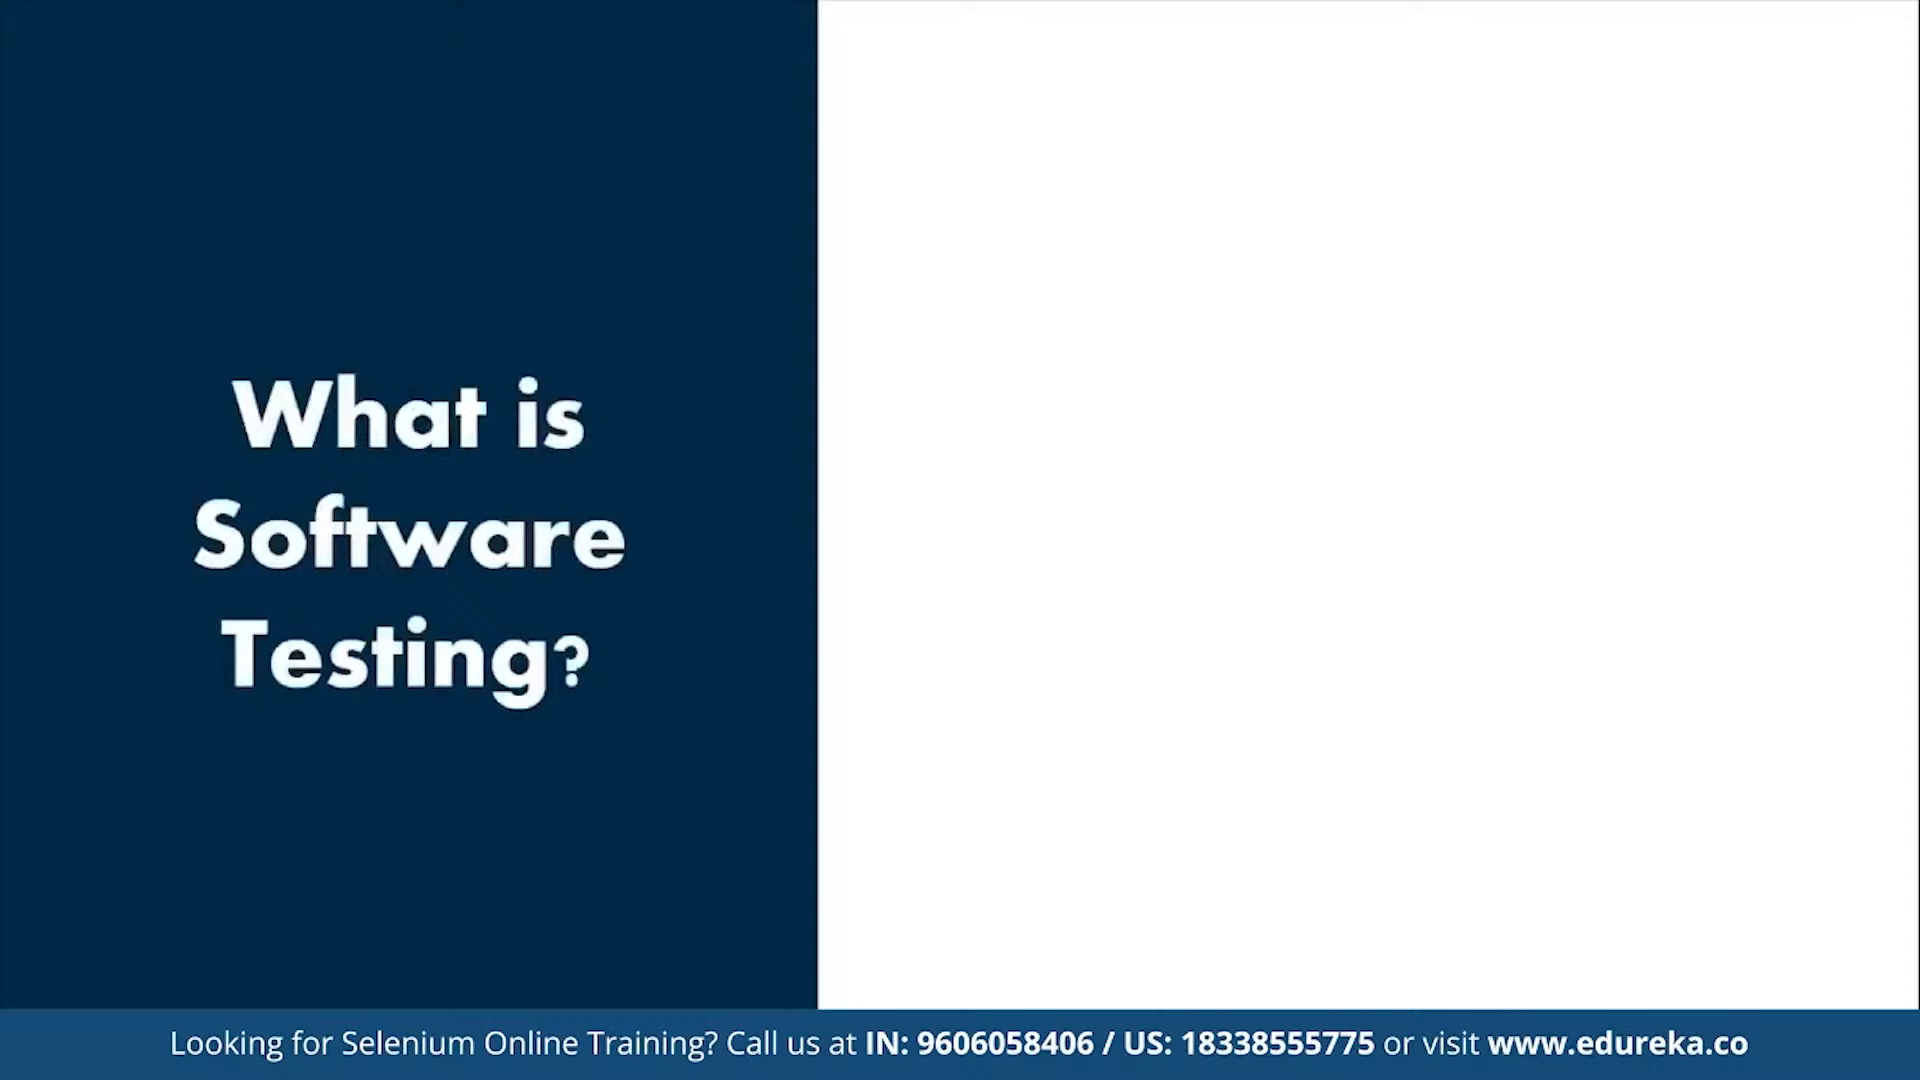 What is
Software
Testing?
Looking for Selenium Online Training? Call us at IN: 9606058406 / US: 18338555775 or visit www.edureka.co